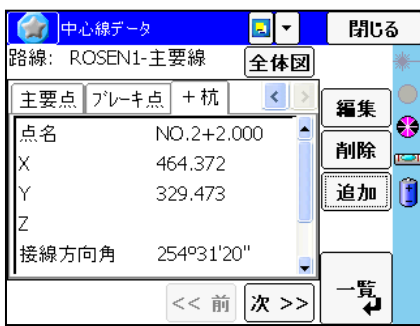 中心線データ 閉じる
路線: ROSEN1-主要線 全体図
主要点 ブレーキ点 +杭 < >
編集
点名 NO.2+2.000
削除
X 464.372
Y 329.473
追加
Z
接線方向角 254º31'20"
<< 前 次 >> 一覧